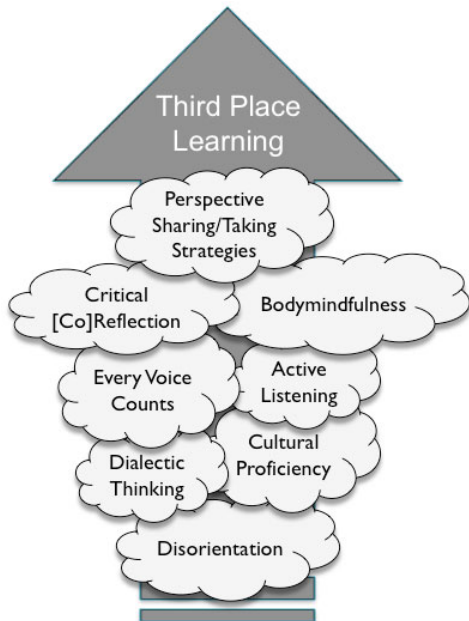 Third Place
Learning
Perspective
Sharing/Taking
Strategies
Critical
[Co]Reflection
Bodymindfulness
Every Voice
Counts
Active
Listening
Dialectic
Thinking
Cultural
Proficiency
Disorientation